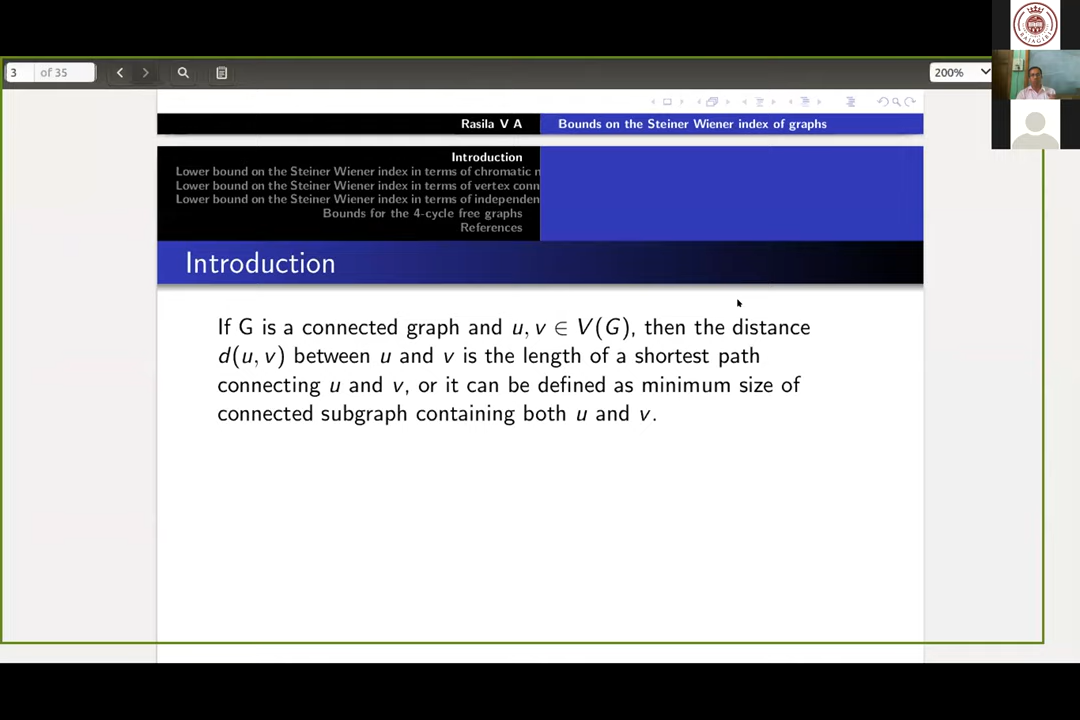 3 of 35
200%
Rasila V A
Bounds on the Steiner Wiener index of graphs
Introduction
Lower bound on the Steiner Wiener index in terms of chromatic n
Lower bound on the Steiner Wiener index in terms of vertex conn
Lower bound on the Steiner Wiener index in terms of independen
Bounds for the 4-cycle free graphs
References
Introduction
If G is a connected graph and u, v ∈ V(G), then the distance
d(u, v) between u and v is the length of a shortest path
connecting u and v, or it can be defined as minimum size of
connected subgraph containing both u and v.
RAJAGIRI